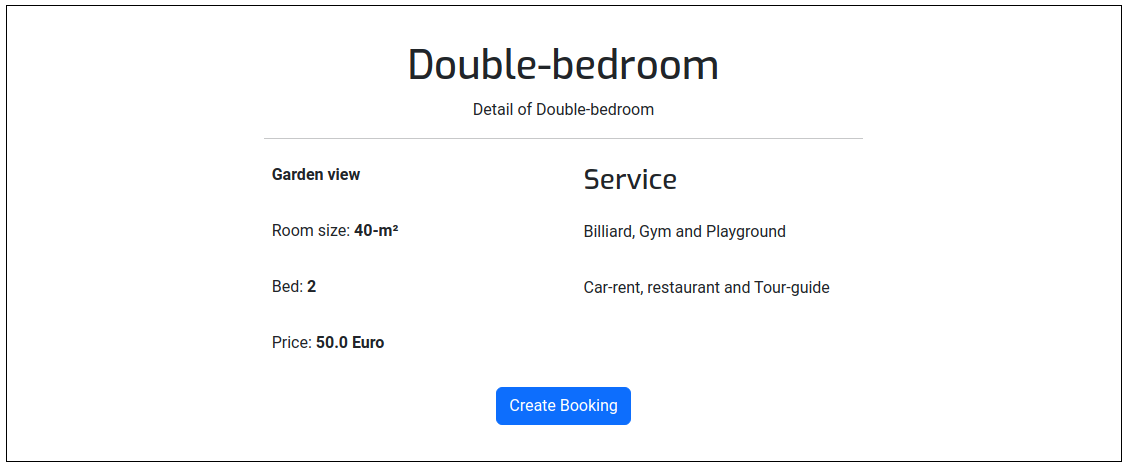 Double-bedroom
Detail of Double-bedroom
Garden view
Room size: 40-m²
Bed: 2
Price: 50.0 Euro
Service
Billiard, Gym and Playground
Car-rent, restaurant and Tour-guide
Create Booking